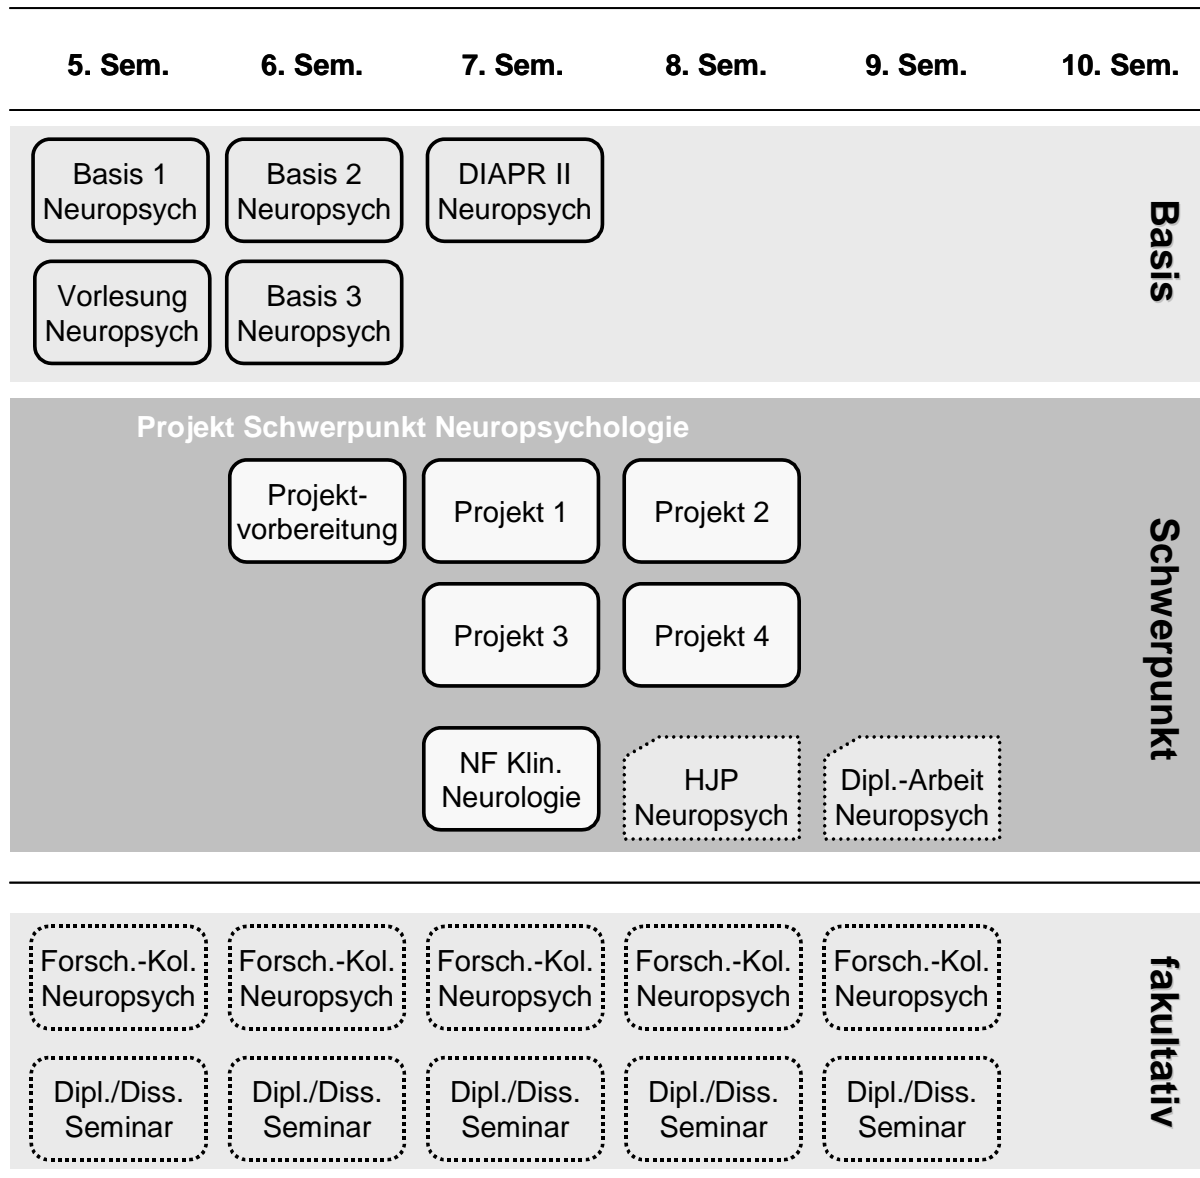 5. Sem. 6. Sem. 7. Sem. 8. Sem. 9. Sem. 10. Sem.
Basis 1 Basis 2 DIAPR II
Neuropsych Neuropsych Neuropsych
Vorlesung Basis 3
Neuropsych Neuropsych
Basis
Projekt Schwerpunkt Neuropsychologie
Projekt-
vorbereitung
Projekt 1 Projekt 2
Projekt 3 Projekt 4
NF Klin.
Neurologie
HJP
Neuropsych
Dipl.-Arbeit
Neuropsych
Schwerpunkt
Forsch.-Kol. Forsch.-Kol. Forsch.-Kol. Forsch.-Kol. Forsch.-Kol.
Neuropsych Neuropsych Neuropsych Neuropsych Neuropsych
Dipl./Diss. Dipl./Diss. Dipl./Diss. Dipl./Diss. Dipl./Diss.
Seminar Seminar Seminar Seminar Seminar
fakultativ